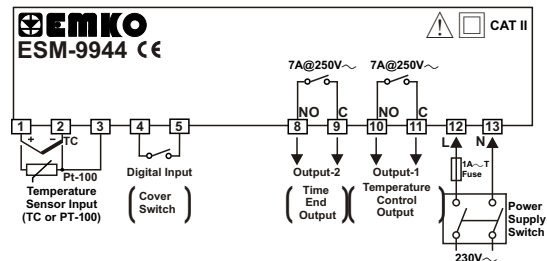 EMKO
ESM-9944 CE
CAT II
7A@250V~ 7A@250V~
NO C NO C
1 2 3 4 5 8 9 10 11 12 13
+ - TC
L N
Pt-100
Temperature
Sensor Input
(TC or PT-100)
Digital Input
(Cover
Switch)
Output-2
(Time
End
Output)
Output-1
(Temperature
Control
Output)
1A~T
Fuse
Power
Supply
Switch
230V~